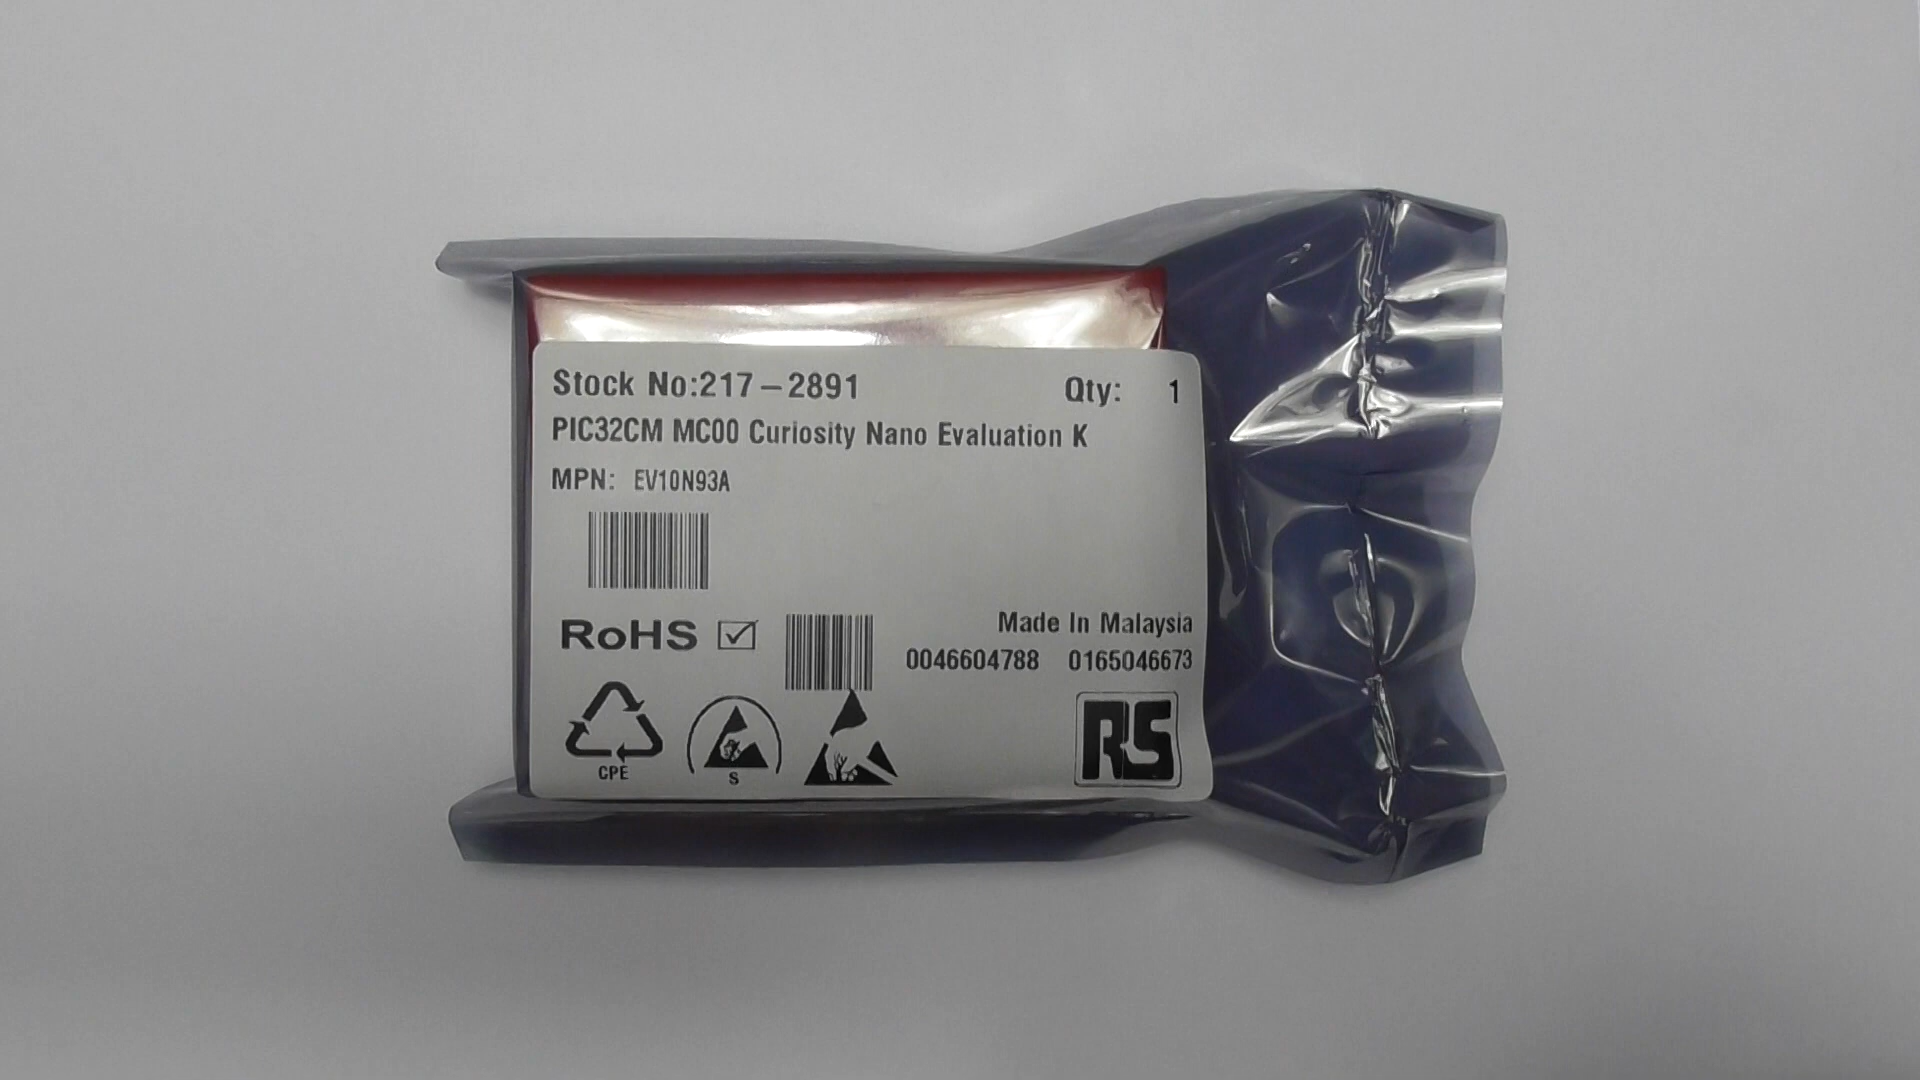 Stock No:217-2891 Qty: 1
PIC32CM MC00 Curiosity Nano Evaluation K
MPN: EV10N93A
RoHS
Made In Malaysia
0046604788 0165046673
CPE
S
RS